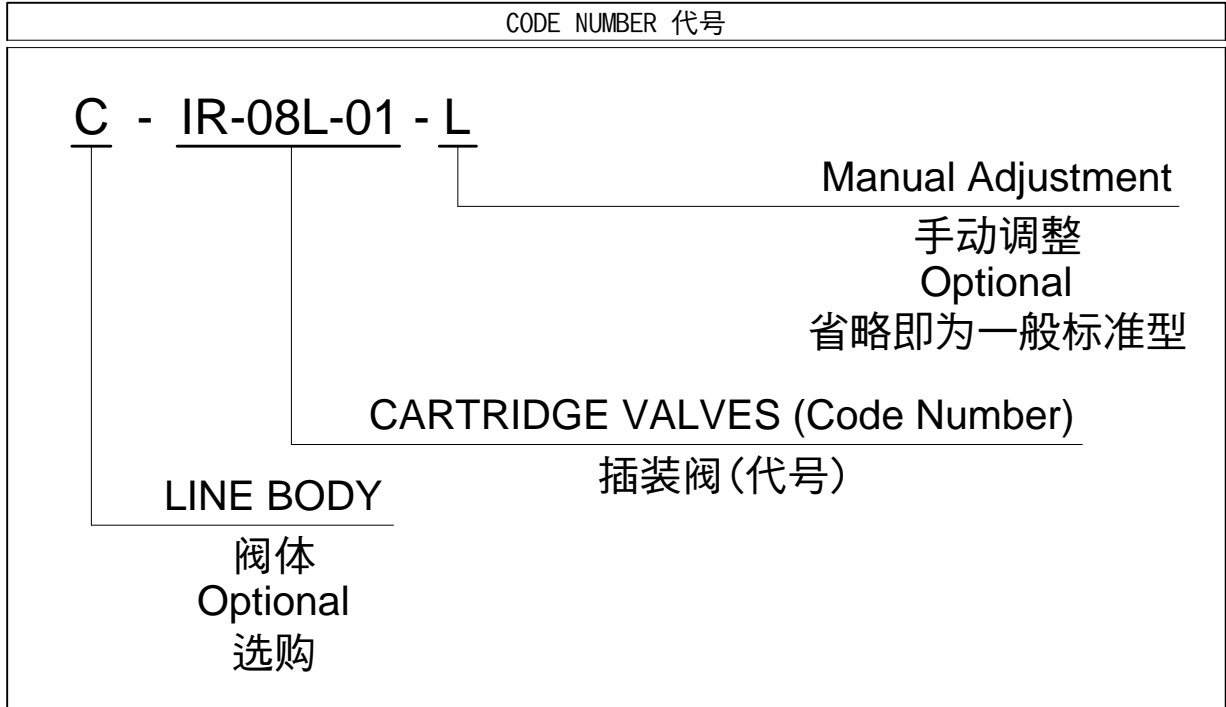 CODE NUMBER 代号
C - IR-08L-01 - L
Manual Adjustment
手动调整
Optional
省略即为一般标准型
CARTRIDGE VALVES (Code Number)
插装阀(代号)
LINE BODY
阀体
Optional
选购